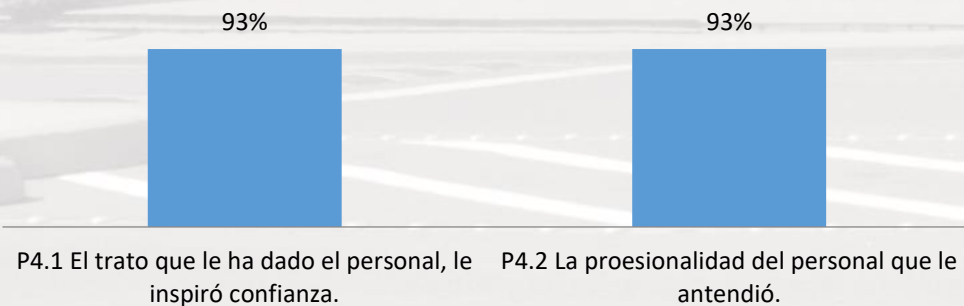 93%
93%
P4.1 El trato que le ha dado el personal, le
inspiró confianza.
P4.2 La proesionalidad del personal que le
antendió.